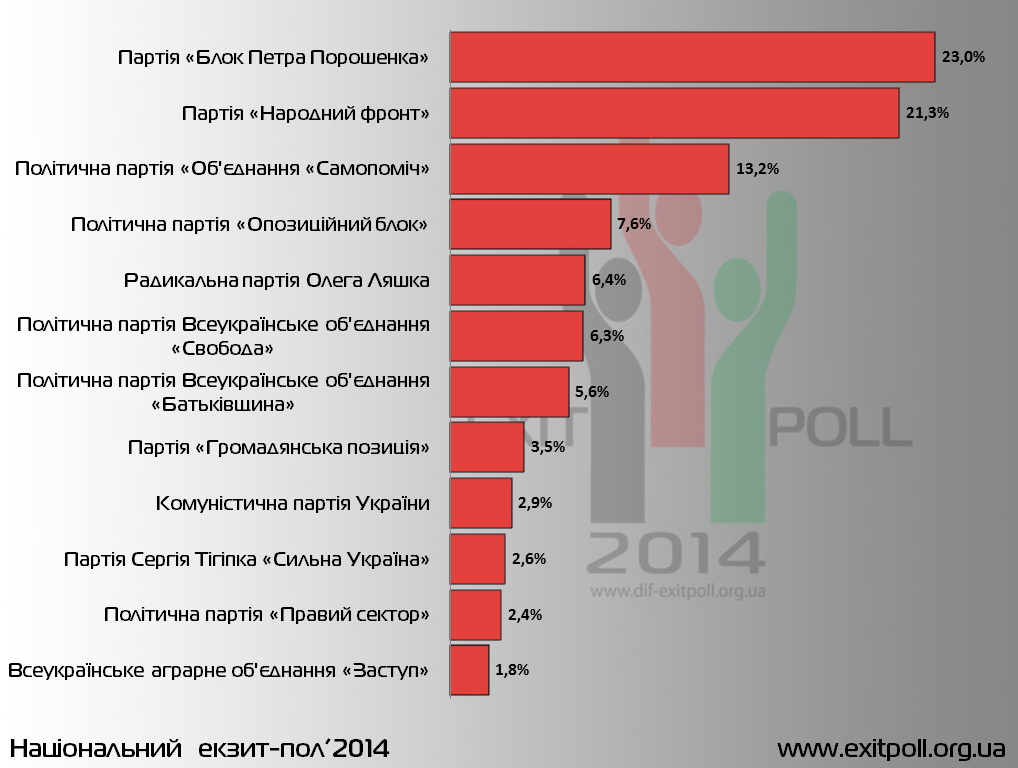 Партія «Блок Петра Порошенка» 23,0%
Партія «Народний фронт» 21,3%
Політична партія «Об'єднання «Самопоміч» 13,2%
Політична партія «Опозиційний блок» 7,6%
Радикальна партія Олега Ляшка 6,4%
Політична партія Всеукраїнське об'єднання
«Свобода» 6,3%
Політична партія Всеукраїнське об'єднання
«Батьківщина» 5,6%
Партія «Громадянська позиція» 3,5%
Комуністична партія України 2,9%
Партія Сергія Тігіпка «Сильна Україна» 2,6%
Політична партія «Правий сектор» 2,4%
Всеукраїнське аграрне об'єднання «Заступ» 1,8%
EXIT POLL
2014
www.dif-exitpoll.org.ua
Національний екзит-пол´2014
www.exitpoll.org.ua